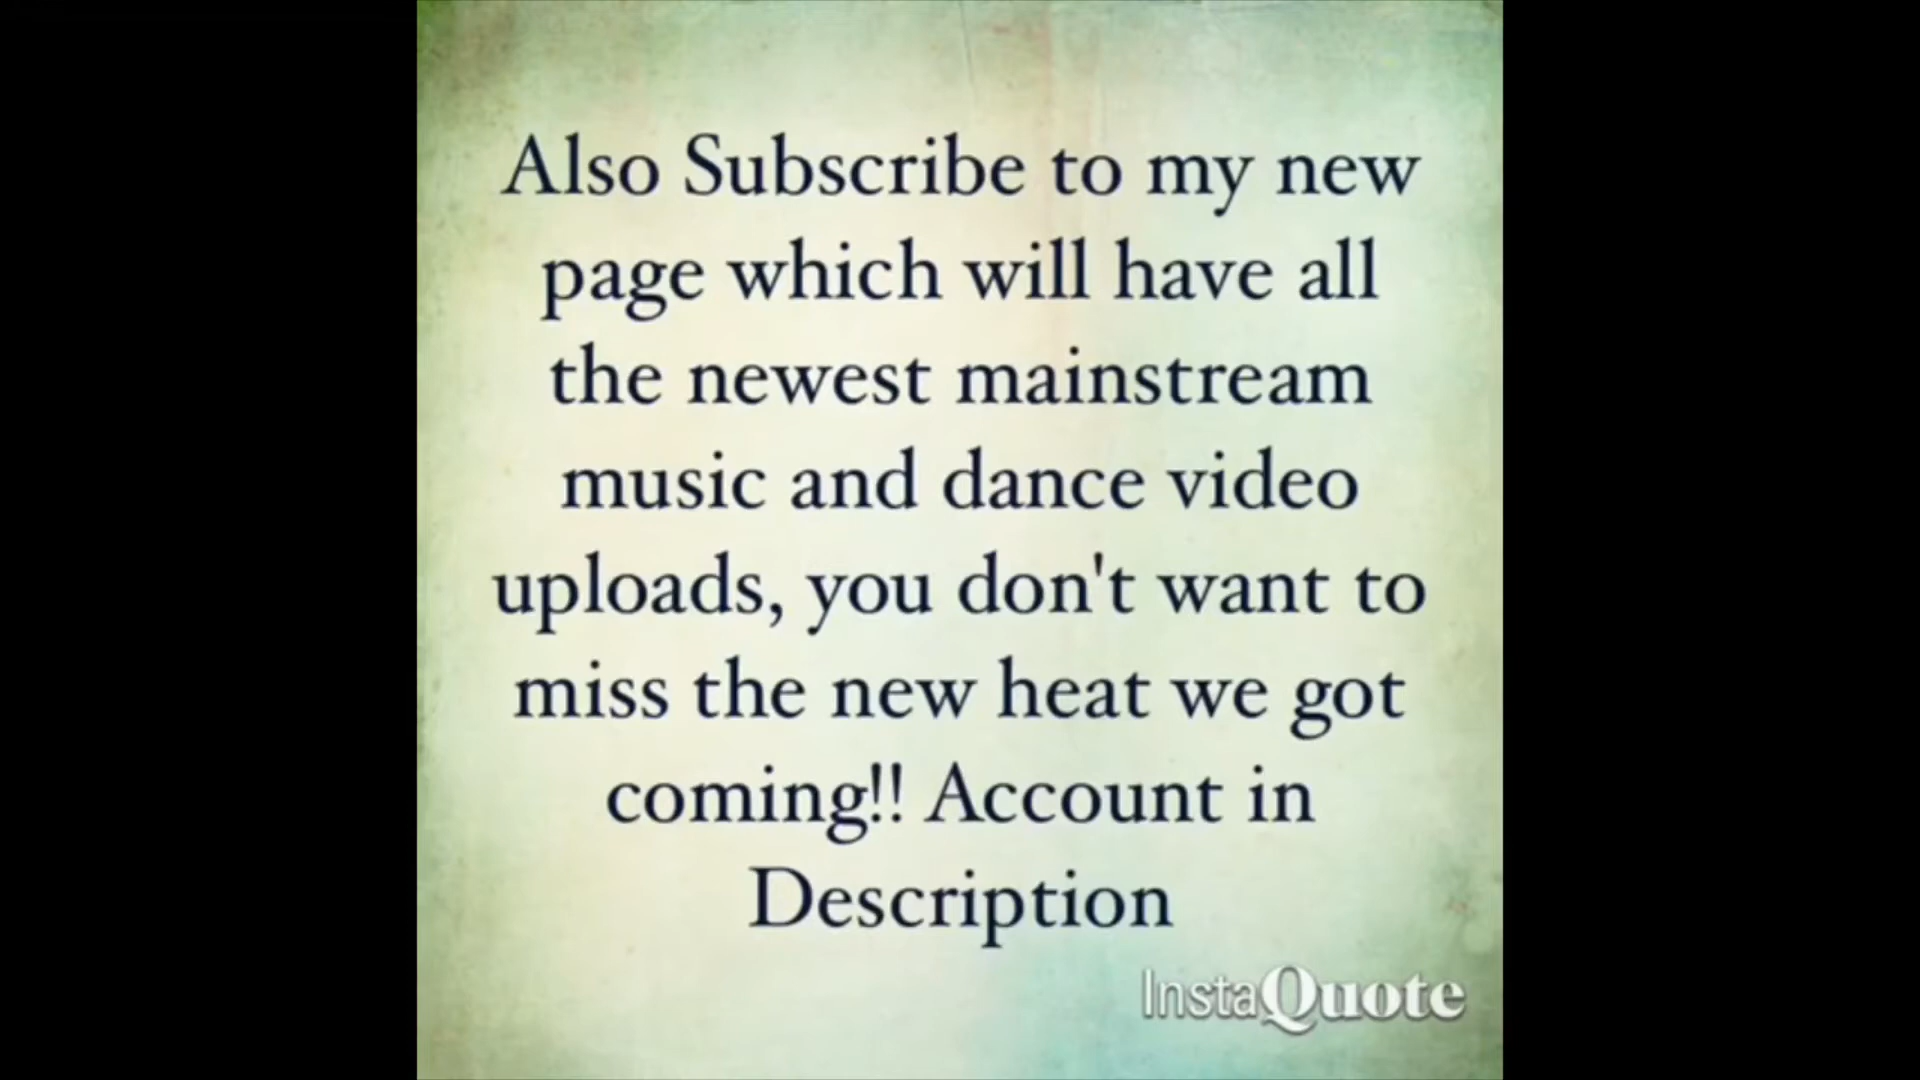 Also Subscribe to my new
page which will have all
the newest mainstream
music and dance video
uploads, you don't want to
miss the new heat we got
coming!! Account in
Description
InstaQuote